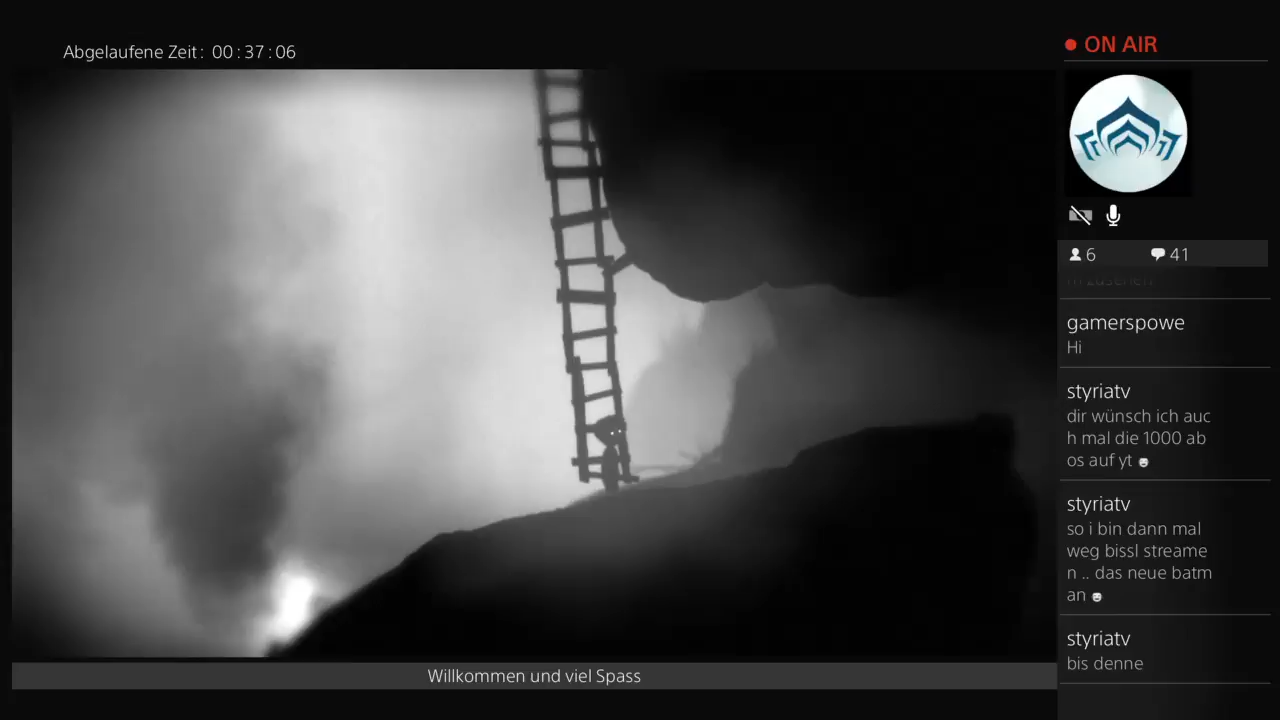 Abgelaufene Zeit: 00:37:06
ON AIR
6 41
m zusehen
gamerspowe
Hi
styriatv
dir wünsch ich auc
h mal die 1000 ab
os auf yt
styriatv
so i bin dann mal
weg bissl streame
n .. das neue batm
an
styriatv
bis denne
Willkommen und viel Spass